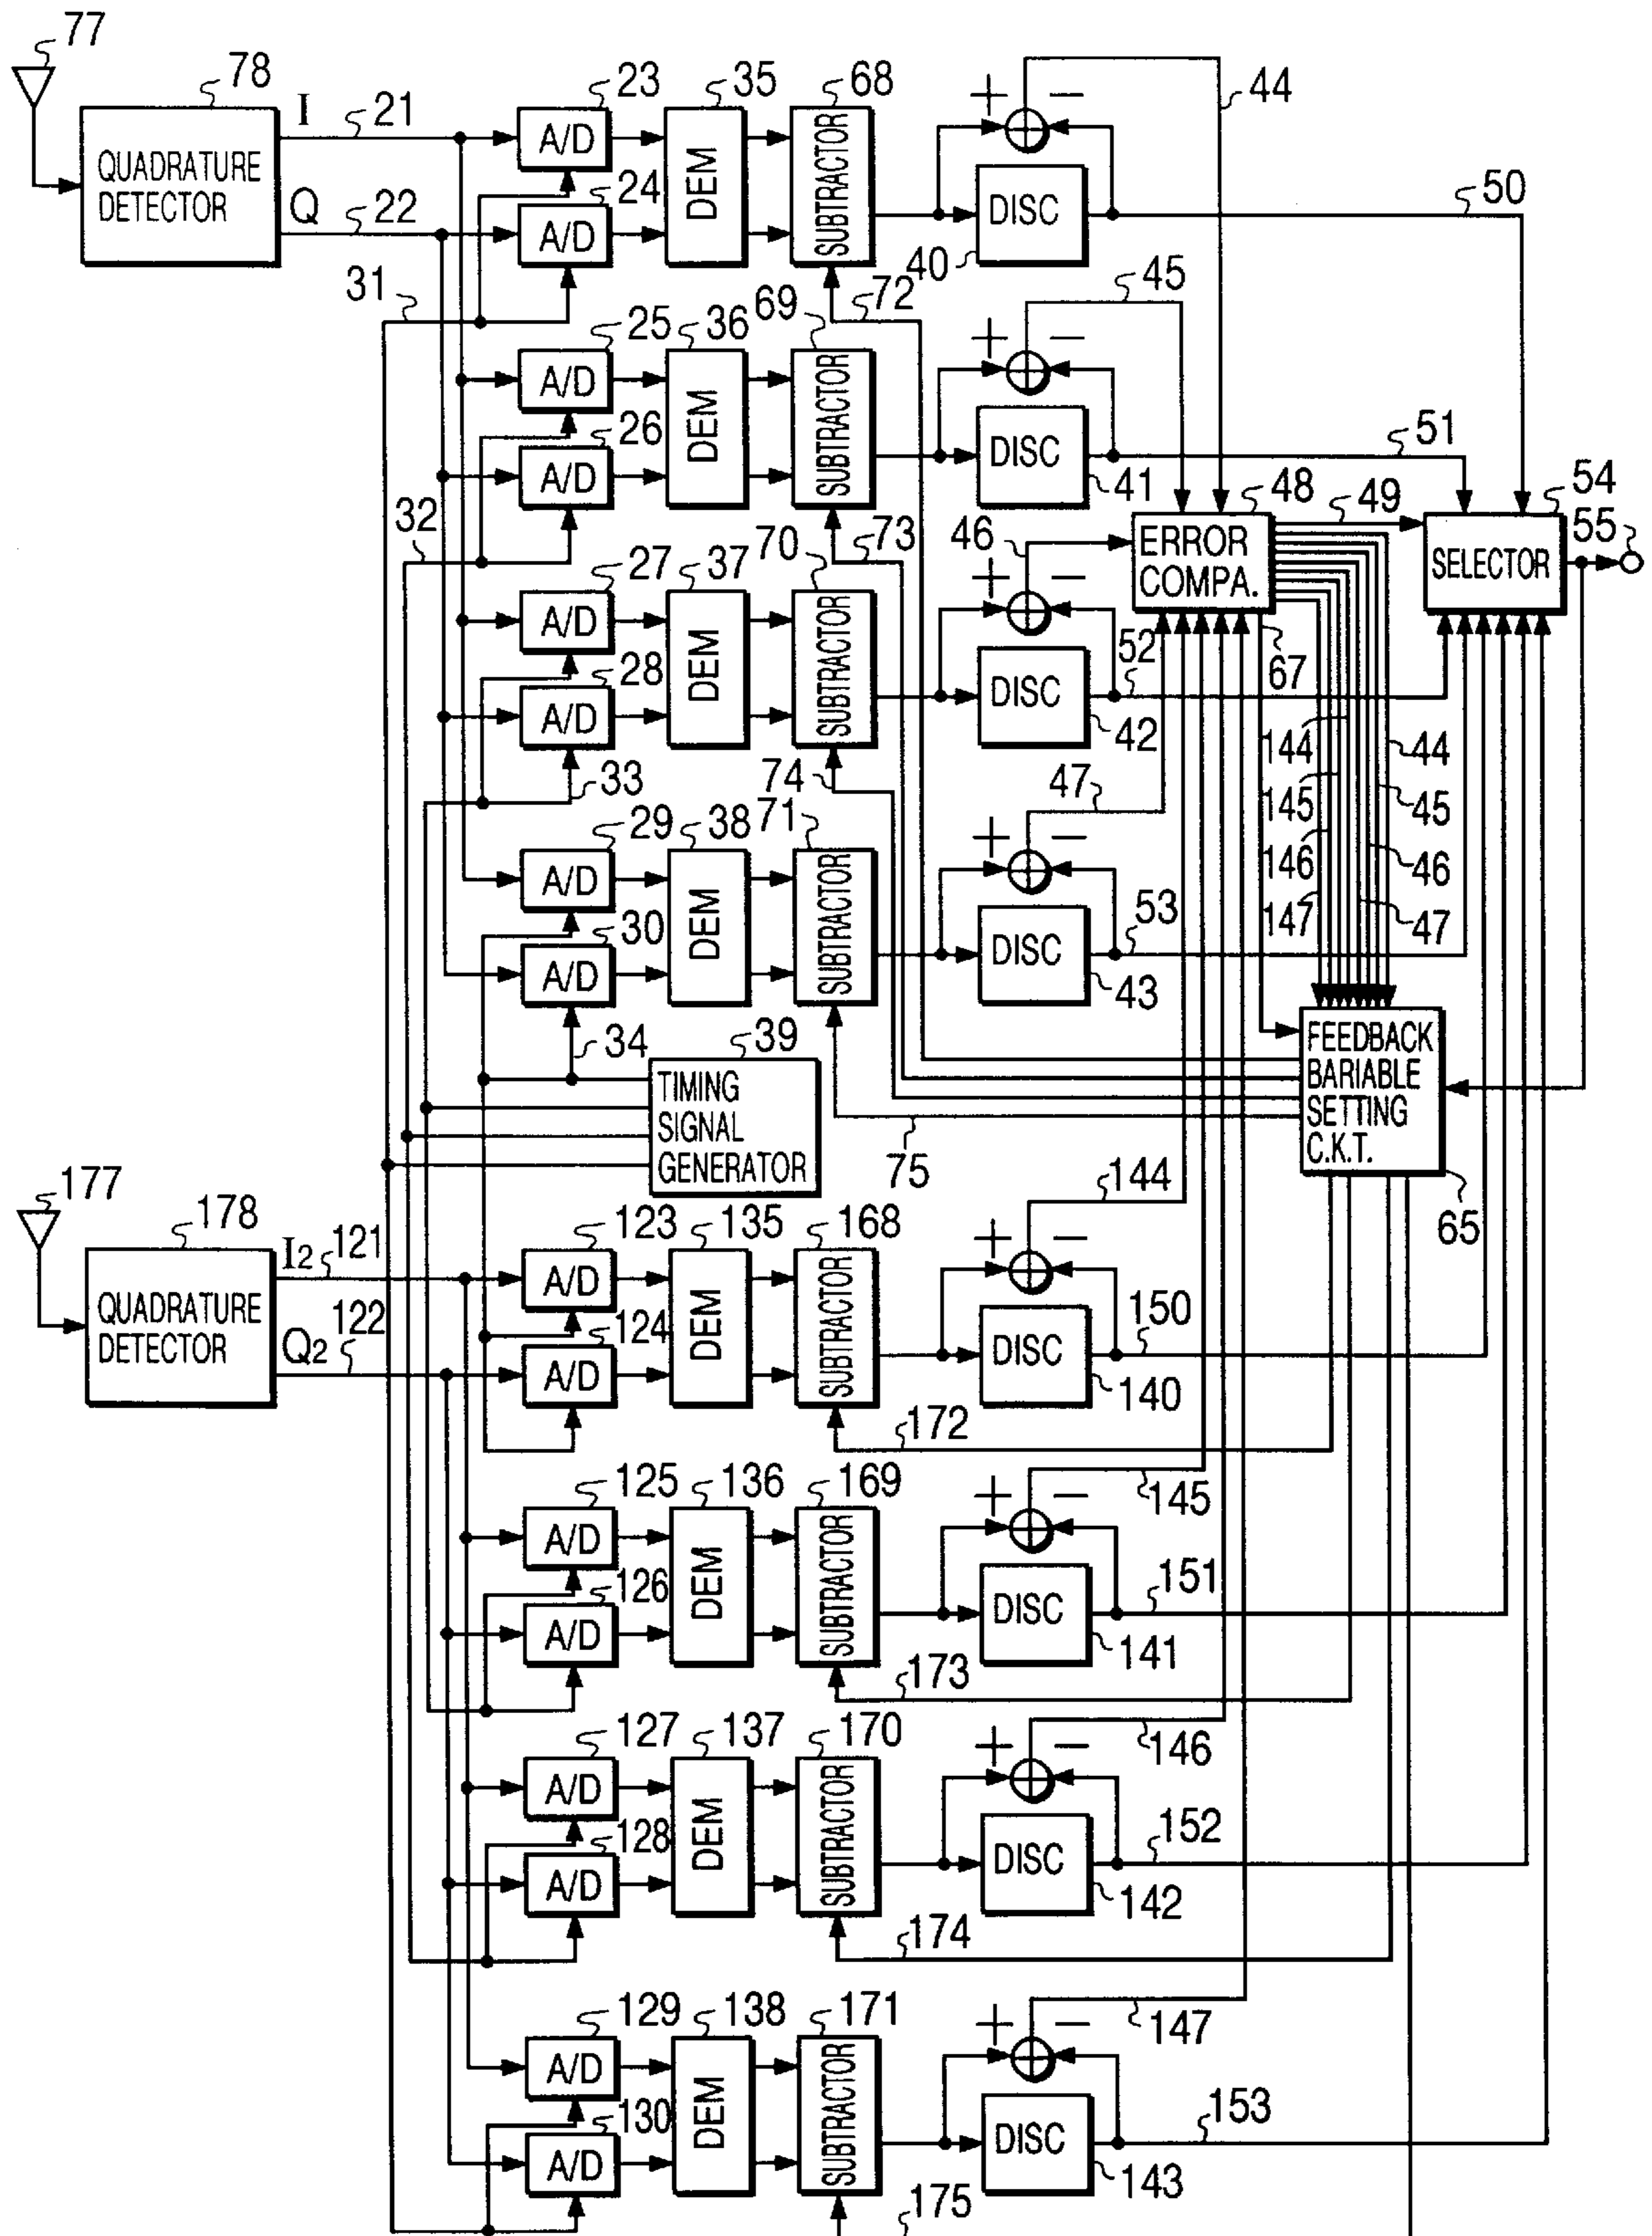 77
78
QUADRATURE
DETECTOR
I
21
Q
22
31
23
A/D
24
A/D
35
DEM
68
SUBTRACTOR
+
−
44
DISC
40
50
72
32
25
A/D
26
A/D
36
DEM
69
SUBTRACTOR
+
−
45
DISC
41
51
73
27
A/D
28
A/D
33
37
DEM
70
SUBTRACTOR
46
+
−
DISC
42
52
74
48
ERROR
COMPA.
49
67
54
SELECTOR
55
144
145
146
147
44
45
46
47
29
A/D
30
A/D
34
38
DEM
71
SUBTRACTOR
47
+
−
DISC
43
53
75
39
TIMING
SIGNAL
GENERATOR
FEEDBACK
BARIABLE
SETTING
C.K.T.
65
177
178
QUADRATURE
DETECTOR
I2
121
Q2
122
123
A/D
124
A/D
135
DEM
168
SUBTRACTOR
+
−
144
DISC
140
150
172
125
A/D
126
A/D
136
DEM
169
SUBTRACTOR
+
−
145
DISC
141
151
173
127
A/D
128
A/D
137
DEM
170
SUBTRACTOR
+
−
146
DISC
142
152
174
129
A/D
130
A/D
138
DEM
171
SUBTRACTOR
+
−
147
DISC
143
153
175